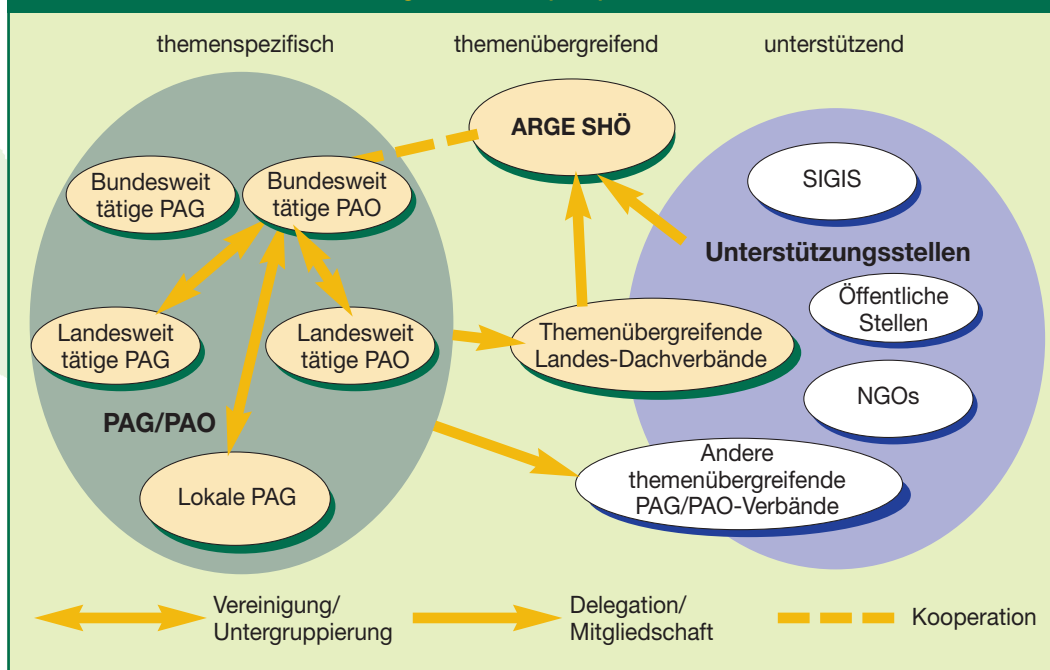 themenspezifisch
themenübergreifend
unterstützend
ARGE SHÖ
Bundesweit
tätige PAG
Bundesweit
tätige PAO
SIGIS
Unterstützungsstellen
Öffentliche
Stellen
Landesweit
tätige PAG
Landesweit
tätige PAO
Themenübergreifende
Landes-Dachverbände
NGOs
PAG/PAO
Andere
themenübergreifende
PAG/PAO-Verbände
Lokale PAG
Vereinigung/
Untergruppierung
Delegation/
Mitgliedschaft
Kooperation